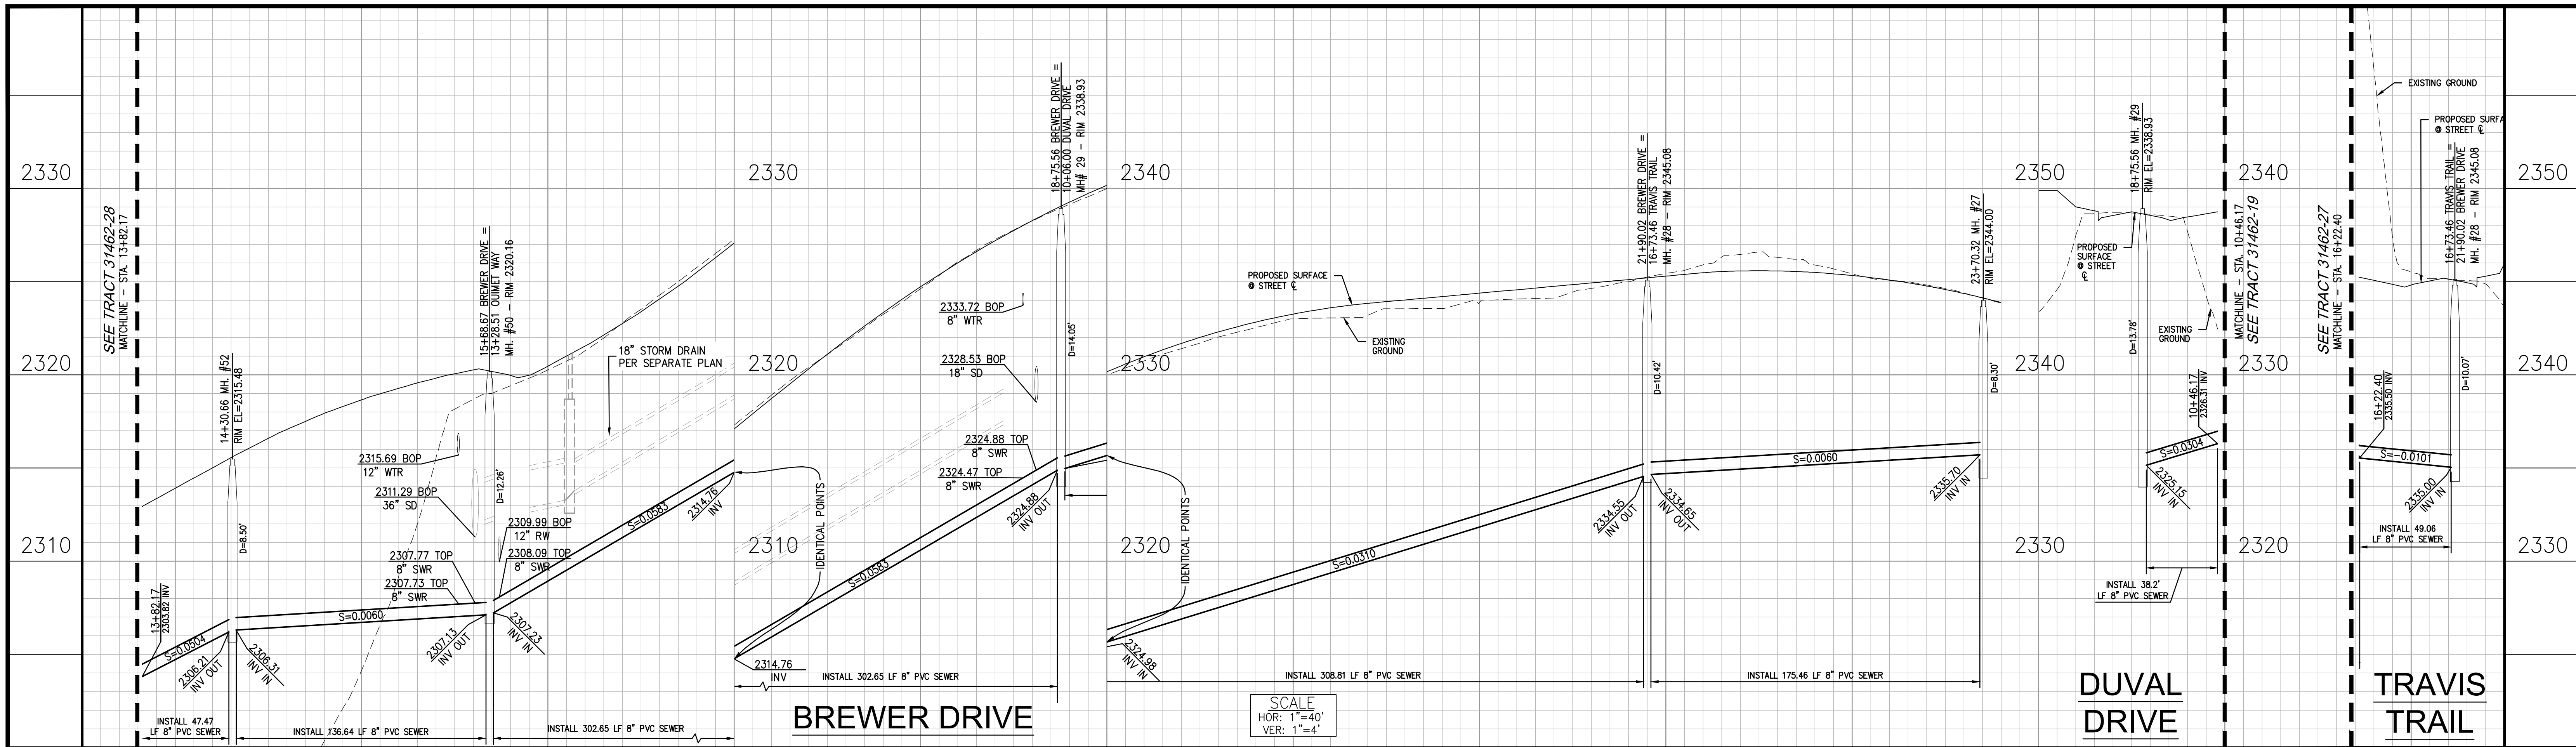 2330
2320
2310
SEE TRACT 31462-28
MATCHLINE – STA. 13+82.17
13+82.17
2303.82 INV
S=0.0504
2306.21
INV OUT
2306.31
INV IN
14+30.66 MH. #52
RIM EL=2315.48
D=8.50'
INSTALL 47.47
LF 8" PVC SEWER
S=0.0060
INSTALL 136.64 LF 8" PVC SEWER
2315.69 BOP
12" WTR
2311.29 BOP
36" SD
2307.77 TOP
8" SWR
2307.73 TOP
8" SWR
2307.13
INV OUT
2307.23
INV IN
15+68.67 BREWER DRIVE =
13+28.51 OUIMET WAY
MH. #50 – RIM 2320.16
D=12.26'
2309.99 BOP
12" RW
2308.09 TOP
8" SWR
18" STORM DRAIN
PER SEPARATE PLAN
S=0.0583
2314.76
INV
INSTALL 302.65 LF 8" PVC SEWER
2330
2320
2310
IDENTICAL POINTS
S=0.0583
2314.76
INV
INSTALL 302.65 LF 8" PVC SEWER
BREWER DRIVE
2333.72 BOP
8" WTR
2328.53 BOP
18" SD
2324.88 TOP
8" SWR
2324.47 TOP
8" SWR
2324.88
INV OUT
18+75.56 BREWER DRIVE =
10+06.00 DUVAL DRIVE
MH# 29 – RIM 2338.93
D=14.05'
2340
2330
2320
IDENTICAL POINTS
2324.98
INV IN
PROPOSED SURFACE
@ STREET ℄
EXISTING
GROUND
S=0.0310
INSTALL 308.81 LF 8" PVC SEWER
SCALE
HOR: 1"=40'
VER: 1"=4'
21+90.02 BREWER DRIVE =
16+73.46 TRAVIS TRAIL
MH. #28 – RIM 2345.08
D=10.42'
2334.55
INV OUT
2334.65
INV OUT
S=0.0060
INSTALL 175.46 LF 8" PVC SEWER
2335.70
INV IN
23+70.32 MH. #27
RIM EL=2344.00
D=8.30'
2350
2340
2330
PROPOSED
SURFACE
@ STREET
℄
18+75.56 MH. #29
RIM EL=2338.93
D=13.78'
EXISTING
GROUND
10+46.17
2326.31 INV
S=0.0304
2325.15
INV IN
INSTALL 38.2'
LF 8" PVC SEWER
DUVAL
DRIVE
MATCHLINE – STA. 10+46.17
SEE TRACT 31462-19
2340
2330
2320
SEE TRACT 31462-27
MATCHLINE – STA. 16+22.40
EXISTING GROUND
PROPOSED SURFA
@ STREET ℄
16+73.46 TRAVIS TRAIL =
21+90.02 BREWER DRIVE
MH. #28 – RIM 2345.08
D=10.07'
16+22.40
2335.50 INV
S=-0.0101
2335.00
INV IN
INSTALL 49.06
LF 8" PVC SEWER
TRAVIS
TRAIL
2350
2340
2330